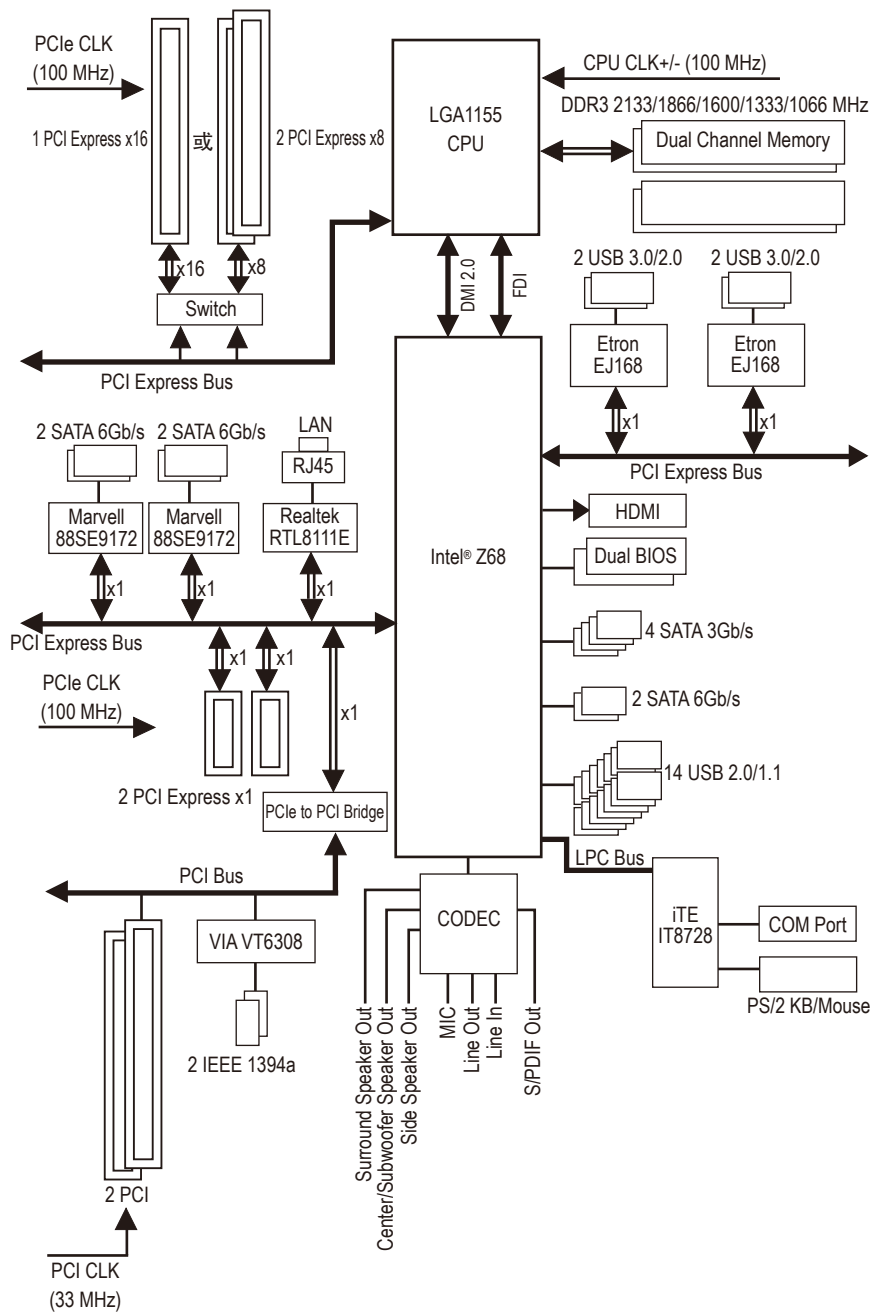 PCIe CLK
(100 MHz)
1 PCI Express x16
或
2 PCI Express x8
x16
x8
Switch
PCI Express Bus
LGA1155
CPU
CPU CLK+/- (100 MHz)
DDR3 2133/1866/1600/1333/1066 MHz
Dual Channel Memory
DMI 2.0
FDI
2 USB 3.0/2.0
2 USB 3.0/2.0
Etron
EJ168
Etron
EJ168
x1
x1
PCI Express Bus
2 SATA 6Gb/s
2 SATA 6Gb/s
LAN
RJ45
Marvell
88SE9172
Marvell
88SE9172
Realtek
RTL8111E
x1
x1
x1
PCI Express Bus
x1
x1
x1
PCIe CLK
(100 MHz)
2 PCI Express x1
PCIe to PCI Bridge
Intel® Z68
HDMI
Dual BIOS
4 SATA 3Gb/s
2 SATA 6Gb/s
14 USB 2.0/1.1
LPC Bus
iTE
IT8728
COM Port
PS/2 KB/Mouse
PCI Bus
VIA VT6308
2 IEEE 1394a
2 PCI
PCI CLK
(33 MHz)
CODEC
Surround Speaker Out
Center/Subwoofer Speaker Out
Side Speaker Out
MIC
Line Out
Line In
S/PDIF Out